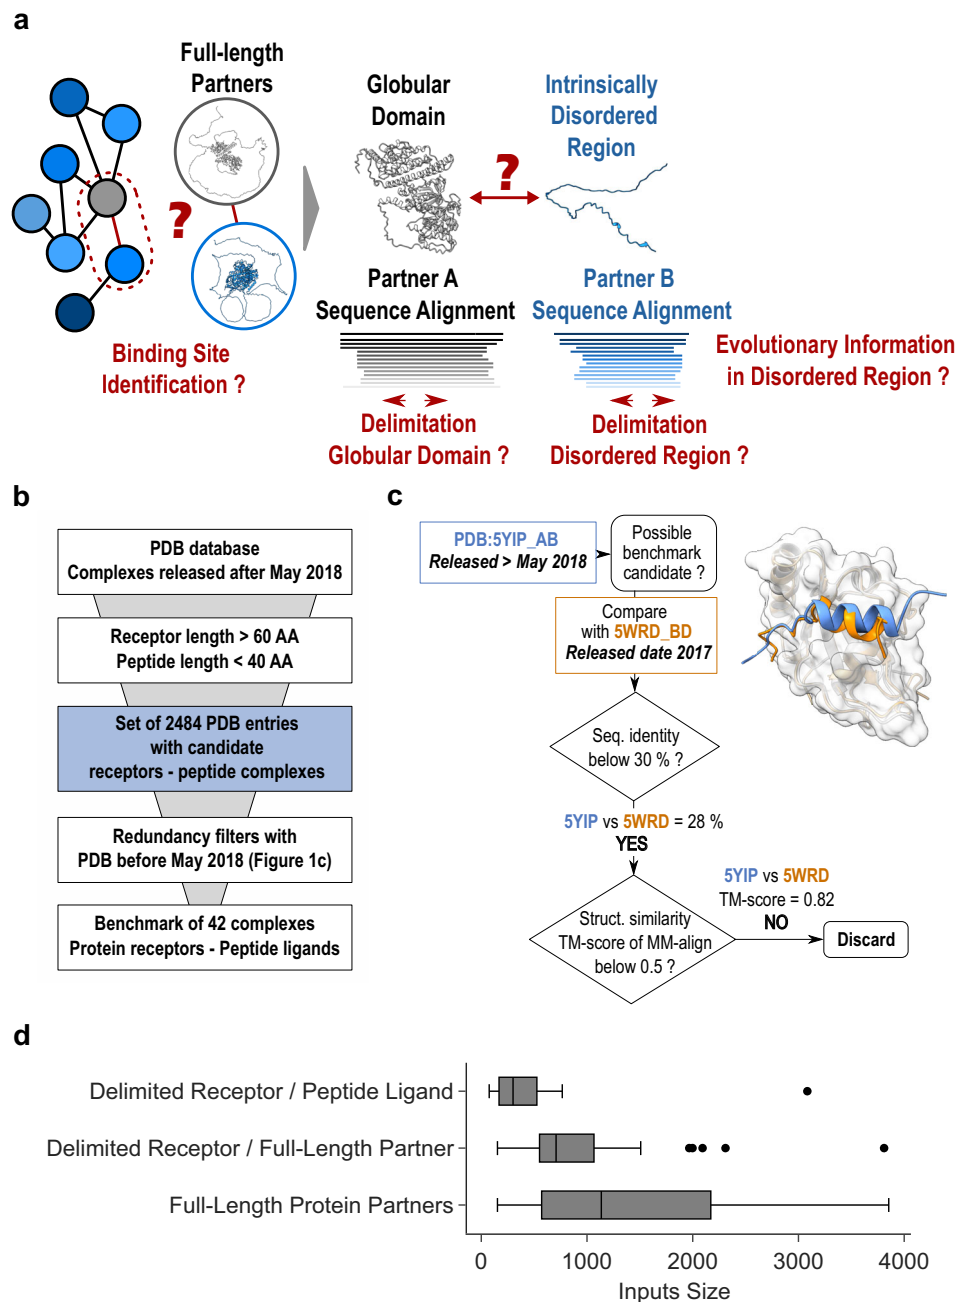 a
Full-length
Partners
Globular
Domain
Intrinsically
Disordered
Region
?
?
Partner A
Sequence Alignment
Partner B
Sequence Alignment
Binding Site
Identification ?
Evolutionary Information
in Disordered Region ?
Delimitation
Globular Domain ?
Delimitation
Disordered Region ?
b
PDB database
Complexes released after May 2018
Receptor length > 60 AA
Peptide length < 40 AA
Set of 2484 PDB entries
with candidate
receptors - peptide complexes
Redundancy filters with
PDB before May 2018 (Figure 1c)
Benchmark of 42 complexes
Protein receptors - Peptide ligands
c
PDB:5YIP_AB
Released > May 2018
Possible
benchmark
candidate ?
Compare
with 5WRD_BD
Released date 2017
Seq. identity
below 30 % ?
5YIP vs 5WRD = 28 %
YES
Struct. similarity
TM-score of MM-align
below 0.5 ?
5YIP vs 5WRD
TM-score = 0.82
NO
Discard
d
Delimited Receptor / Peptide Ligand
Delimited Receptor / Full-Length Partner
Full-Length Protein Partners
0 1000 2000 3000 4000
Inputs Size